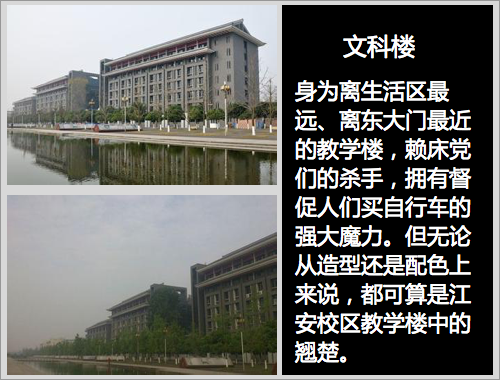 文科楼
身为离生活区最
远、离东大门最近
的教学楼，赖床党
们的杀手，拥有督
促人们买自行车的
强大魔力。但无论
从造型还是配色上
来说，都可算是江
安校区教学楼中的
翘楚。